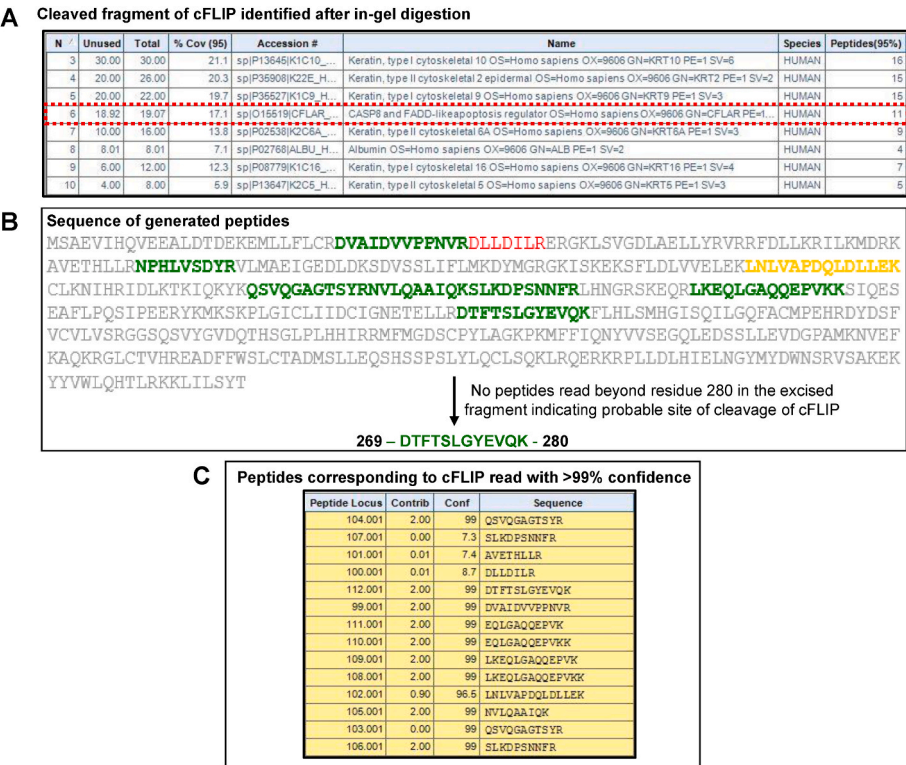 A Cleaved fragment of cFLIP identified after in-gel digestion
N Unused Total % Cov (95) Accession # Name Species Peptides(95%)
3 30.00 30.00 21.1 sp|P13645|K1C10_... Keratin, type I cytoskeletal 10 OS=Homo sapiens OX=9606 GN=KRT10 PE=1 SV=6 HUMAN 16
4 20.00 26.00 20.3 sp|P35908|K22E_H... Keratin, type II cytoskeletal 2 epidermal OS=Homo sapiens OX=9606 GN=KRT2 PE=1 SV=2 HUMAN 15
5 20.00 22.00 19.7 sp|P35527|K1C9_H... Keratin, type I cytoskeletal 9 OS=Homo sapiens OX=9606 GN=KRT9 PE=1 SV=3 HUMAN 15
6 18.92 19.07 17.1 sp|O15519|CFLAR_... CASP8 and FADD-likeapoptosis regulator OS=Homo sapiens OX=9606 GN=CFLAR PE=1... HUMAN 11
7 10.00 16.00 13.8 sp|P02538|K2C6A_... Keratin, type II cytoskeletal 6A OS=Homo sapiens OX=9606 GN=KRT6A PE=1 SV=3 HUMAN 9
8 8.01 8.01 7.1 sp|P02768|ALBU_H... Albumin OS=Homo sapiens OX=9606 GN=ALB PE=1 SV=2 HUMAN 4
9 6.00 12.00 12.3 sp|P08779|K1C16_... Keratin, type I cytoskeletal 16 OS=Homo sapiens OX=9606 GN=KRT16 PE=1 SV=4 HUMAN 7
10 4.00 8.00 5.9 sp|P13647|K2C5_H... Keratin, type II cytoskeletal 5 OS=Homo sapiens OX=9606 GN=KRT5 PE=1 SV=3 HUMAN 5
B Sequence of generated peptides
MSAEVIHQVEEALDTDEKEMLLFLCRDVAIDVVPPNVRDLLDILRERGKLSVGDLAELLYRVRRFDLLKRILKMDRK
AVETHLLRNPHLVSDYRVLMAEIGEDLDKSDVSSLIFLMKDYMGRGKISKEKSFLDLVVELEKLNLVAPDQLDLLEK
CLKNIHRIDLKTKIQKYKQSVQGAGTSYRNVLQAAIQKSLKDPSNNFRLHNGRSKEQRLKEQLGAQQEPVKKSIQES
EAFLPQSIPEERYKMKSKPLGICLIIDCIGNETELLRDTFTSLGYEVQKFLHLSMHGISQILGQFACMPEHRDYDSF
VCVLVSRGGSQSVYGVDQTHSGLPLHHIRRMFMGDSCPYLAGKPKMFFIQNYVVSEGQLEDSSLLEVDGPAMKNVEF
KAQKRGLCTVHREADFFWSLCTADMSLLEQSHSSPSLYLQCLSQKLRQERKRPLLDLHIELNGYMYDWNSRVSAKEK
YYVWLQHTLRKKLILSYT
No peptides read beyond residue 280 in the excised
fragment indicating probable site of cleavage of cFLIP
269 – DTFTSLGYEVQK - 280
C Peptides corresponding to cFLIP read with >99% confidence
Peptide Locus Contrib Conf Sequence
104.001 2.00 99 QSVQGAGTSYR
107.001 0.00 7.3 SLKDPSNNFR
101.001 0.01 7.4 AVETHLLR
100.001 0.01 8.7 DLLDILR
112.001 2.00 99 DTFTSLGYEVQK
99.001 2.00 99 DVAIDVVPPNVR
111.001 2.00 99 EQLGAQQEPVK
110.001 2.00 99 EQLGAQQEPVKK
109.001 2.00 99 LKEQLGAQQEPVK
108.001 2.00 99 LKEQLGAQQEPVKK
102.001 0.90 96.5 LNLVAPDQLDLLEK
105.001 2.00 99 NVLQAAIQK
103.001 0.00 99 QSVQGAGTSYR
106.001 2.00 99 SLKDPSNNFR